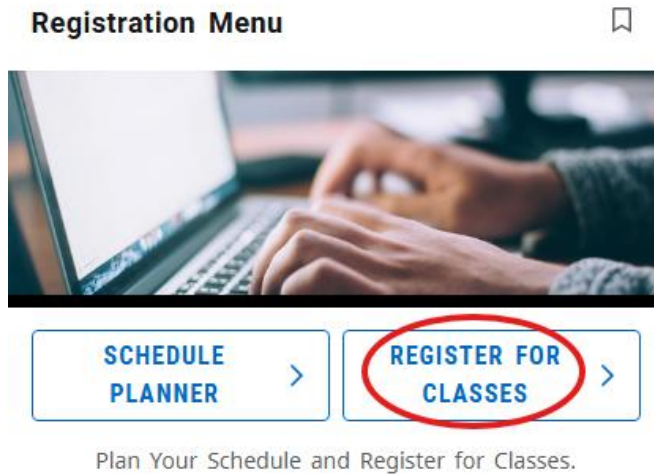 Registration Menu
SCHEDULE
PLANNER
REGISTER FOR
CLASSES
Plan Your Schedule and Register for Classes.